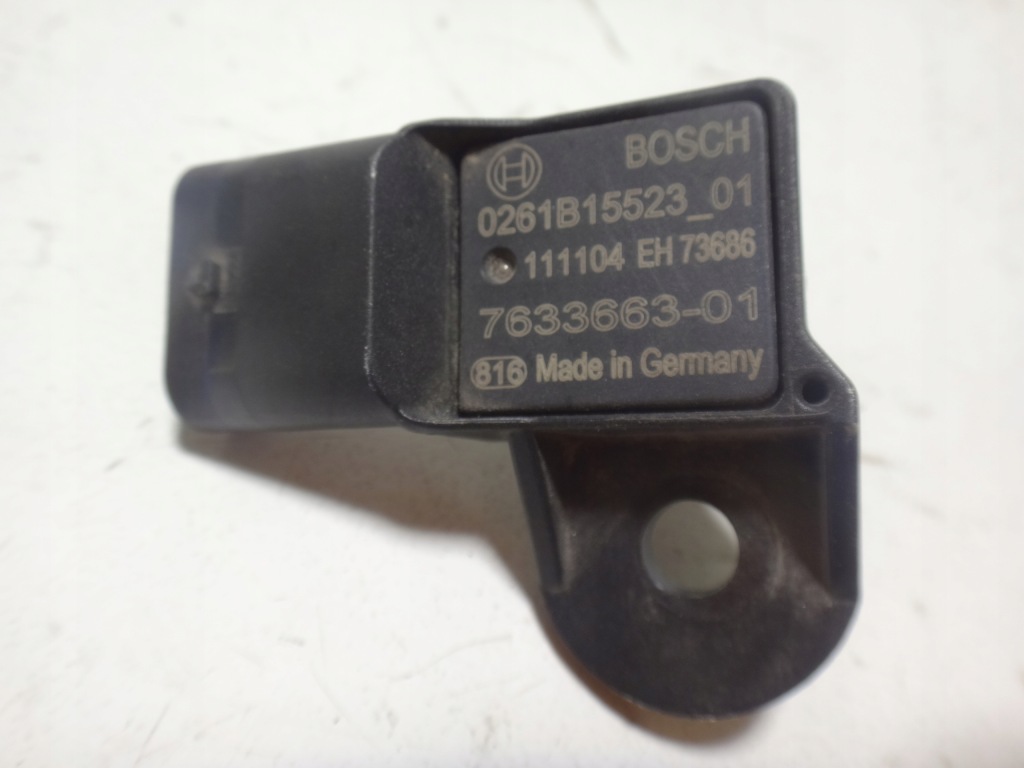 BOSCH
0261B15523_01
111104 EH 73686
7633663-01
816 Made in Germany